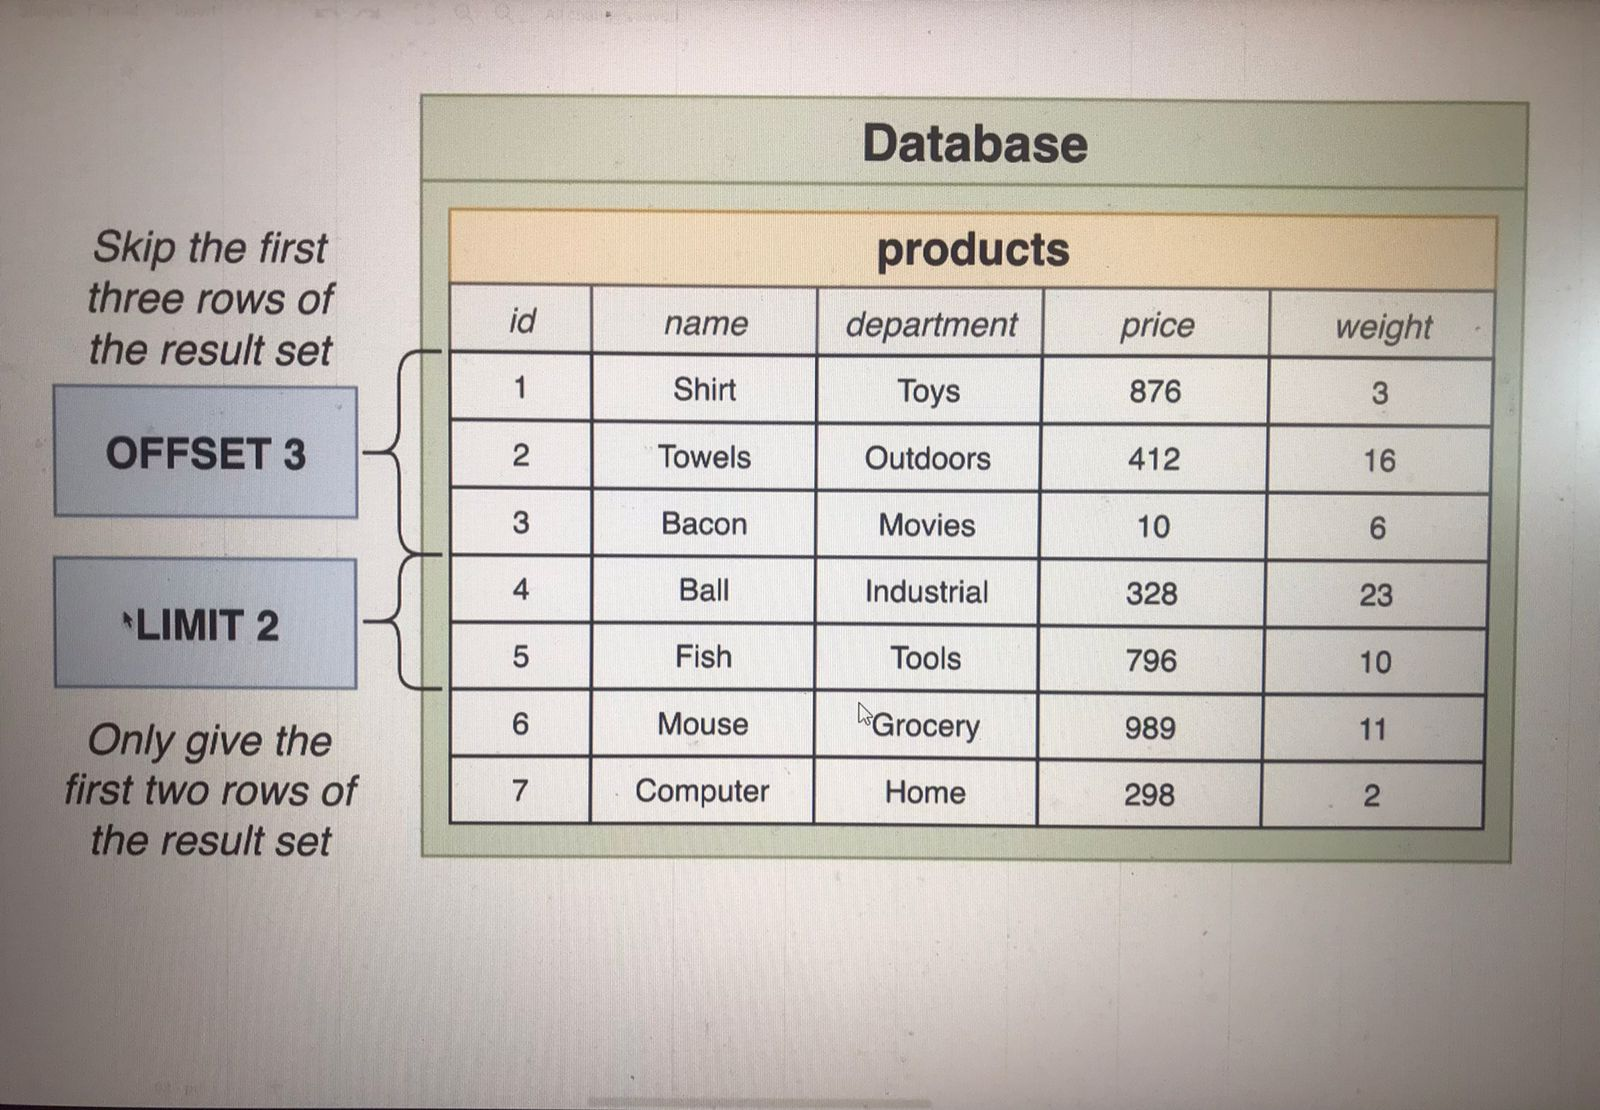 Database
products
Skip the first
three rows of
the result set
OFFSET 3
LIMIT 2
Only give the
first two rows of
the result set
id name department price weight
1 Shirt Toys 876 3
2 Towels Outdoors 412 16
3 Bacon Movies 10 6
4 Ball Industrial 328 23
5 Fish Tools 796 10
6 Mouse Grocery 989 11
7 Computer Home 298 2